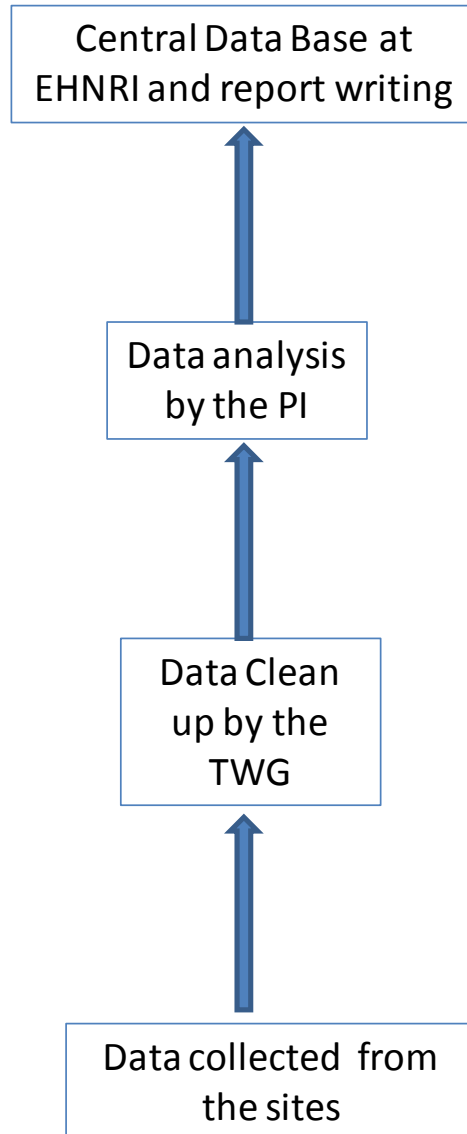 Central Data Base at
EHNRI and report writing
Data analysis
by the PI
Data Clean
up by the
TWG
Data collected from
the sites